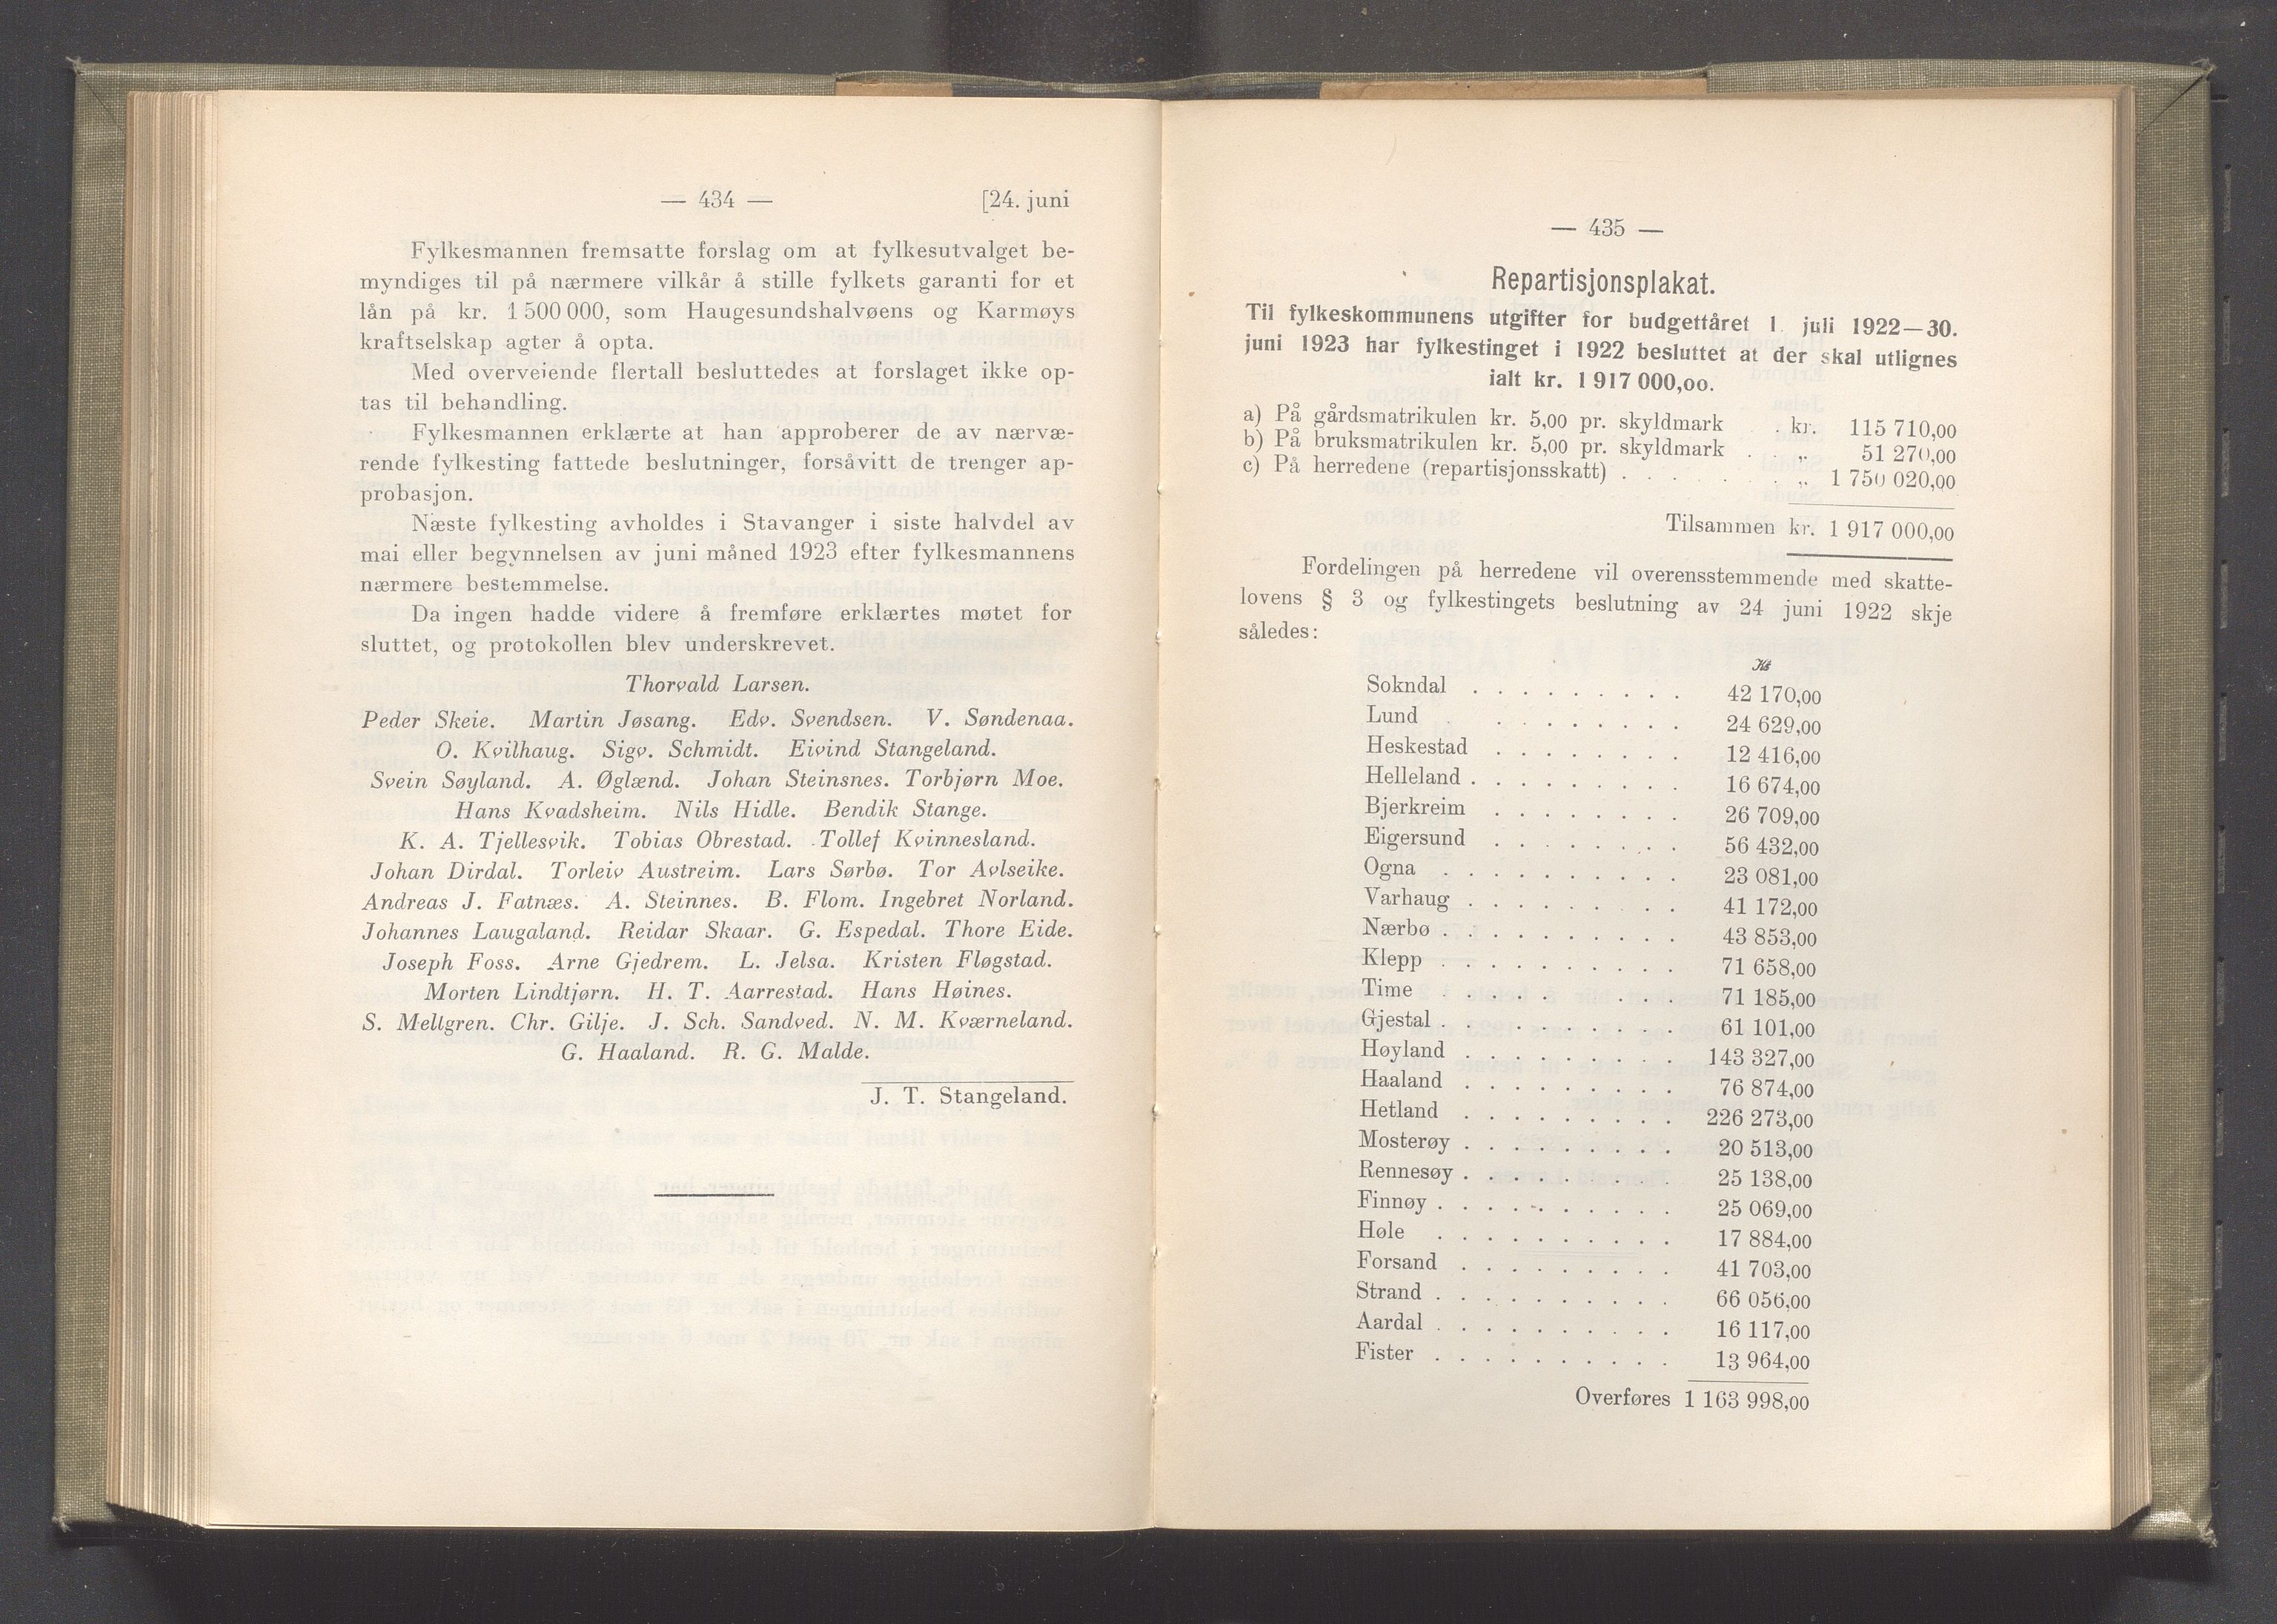 — 434 — [24. juni
Fylkesmannen fremsatte forslag om at fylkesutvalget be-
myndiges til på nærmere vilkår å stille fylkets garanti for et
lån på kr. 1 500 000, som Haugesundshalvøens og Karmøys
kraftselskap agter å opta.
Med overveiende flertall besluttedes at forslaget ikke op-
tas til behandling.
Fylkesmannen erklærte at han approberer de av nærvæ-
rende fylkesting fattede beslutninger, forsåvitt de trenger ap-
probasjon.
Næste fylkesting avholdes i Stavanger i siste halvdel av
mai eller begynnelsen av juni måned 1923 efter fylkesmannens
nærmere bestemmelse.
Da ingen hadde videre å fremføre erklærtes møtet for
sluttet, og protokollen blev underskrevet.
Thorvald Larsen.
Peder Skeie. Martin Jøsang. Edv. Svendsen. V. Søndenaa.
O. Kvilhaug. Sigv. Schmidt. Eivind Stangeland.
Svein Søyland. A. Øglænd. Johan Steinsnes. Torbjørn Moe.
Hans Kvadsheim. Nils Hidle. Bendik Stange.
K. A. Tjellesvik. Tobias Obrestad. Tollef Kvinnesland.
Johan Dirdal. Torleiv Austreim. Lars Sørbø. Tor Avlseike.
Andreas J. Fatnæs. A. Steinnes. B. Flom. Ingebret Norland.
Johannes Laugaland. Reidar Skaar. G. Espedal. Thore Eide.
Joseph Foss. Arne Gjedrem. L. Jelsa. Kristen Fløgstad.
Morten Lindtjørn. H. T. Aarrestad. Hans Høines.
S. Mellgren. Chr. Gilje. J. Sch. Sandved. N. M. Kværneland.
G. Haaland. R. G. Malde.
J. T. Stangeland.
— 435 —
Repartisjonsplakat.
Til fylkeskommunens utgifter for budgettåret 1. juli 1922—30.
juni 1923 har fylkestinget i 1922 besluttet at der skal utlignes
ialt kr. 1 917 000,00.
a) På gårdsmatrikulen kr. 5,00 pr. skyldmark . kr. 115 710,00
b) På bruksmatrikulen kr. 5,00 pr. skyldmark . . „ 51 270,00
c) På herredene (repartisjonsskatt) . . . . . . . „ 1 750 020,00
Tilsammen kr. 1 917 000,00
Fordelingen på herredene vil overensstemmende med skatte-
lovens § 3 og fylkestingets beslutning av 24 juni 1922 skje
således:
Kr
Sokndal . . . . . . . . . 42 170,00
Lund . . . . . . . . 24 629,00
Heskestad . . . . . . . . 12 416,00
Helleland . . . . . . . . . 16 674,00
Bjerkreim . . . . . . . . 26 709,00
Eigersund . . . . . . . . 56 432,00
Ogna . . . . . . . . . . 23 081,00
Varhaug . . . . . . . . . 41 172,00
Nærbø . . . . . . . . . . 43 853,00
Klepp . . . . . . . . . . 71 658,00
Time . . . . . . . . . . 71 185,00
Gjestal . . . . . . . . . . 61 101,00
Høyland . . . . . . . . . 143 327,00
Haaland . . . . . . . . . 76 874,00
Hetland . . . . . . . . . 226 273,00
Mosterøy . . . . . . . . . 20 513,00
Rennesøy . . . . . . . . . 25 138,00
Finnøy . . . . . . . . . . 25 069,00
Høle . . . . . . . . . . 17 884,00
Forsand . . . . . . . . . 41 703,00
Strand . . . . . . . . . . 66 056,00
Aardal . . . . . . . . . . 16 117,00
Fister . . . . . . . . . . 13 964,00
Overføres 1 163 998,00